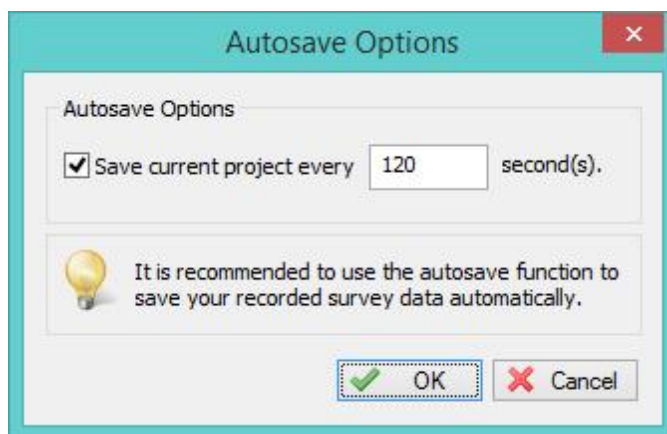 Autosave Options
Autosave Options
Save current project every 120 second(s).
It is recommended to use the autosave function to
save your recorded survey data automatically.
OK Cancel